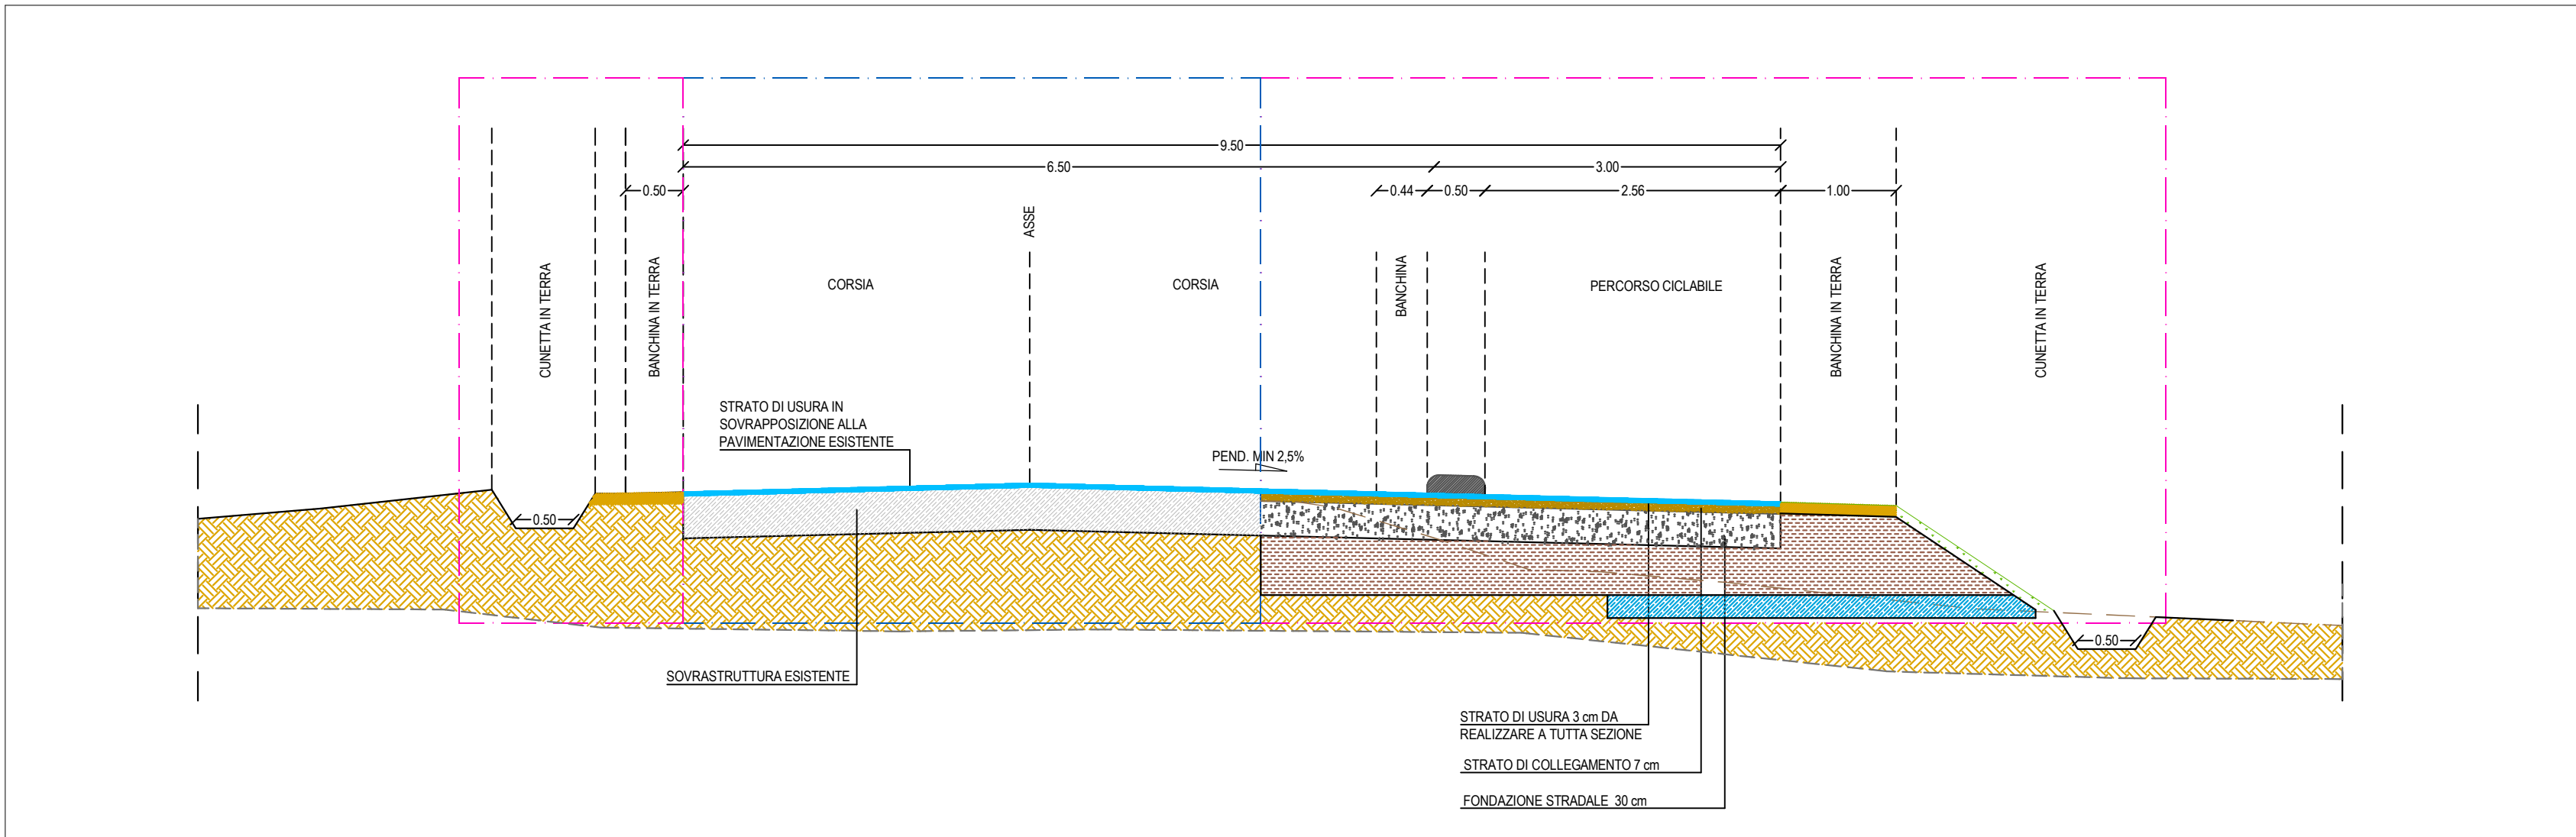 9.50
6.50
3.00
0.50
0.44
0.50
2.56
1.00
CUNETTA IN TERRA
BANCHINA IN TERRA
CORSIA
ASSE
CORSIA
BANCHINA
PERCORSO CICLABILE
BANCHINA IN TERRA
CUNETTA IN TERRA
STRATO DI USURA IN
SOVRAPPOSIZIONE ALLA
PAVIMENTAZIONE ESISTENTE
PEND. MIN 2,5%
0.50
0.50
SOVRASTRUTTURA ESISTENTE
STRATO DI USURA 3 cm DA
REALIZZARE A TUTTA SEZIONE
STRATO DI COLLEGAMENTO 7 cm
FONDAZIONE STRADALE 30 cm